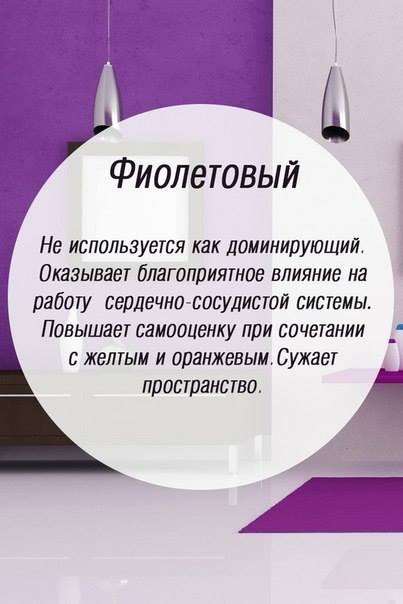 Фиолетовый
Не используется как доминирующий.
Оказывает благоприятное влияние на
работу сердечно-сосудистой системы.
Повышает самооценку при сочетании
с желтым и оранжевым.Сужает
пространство.